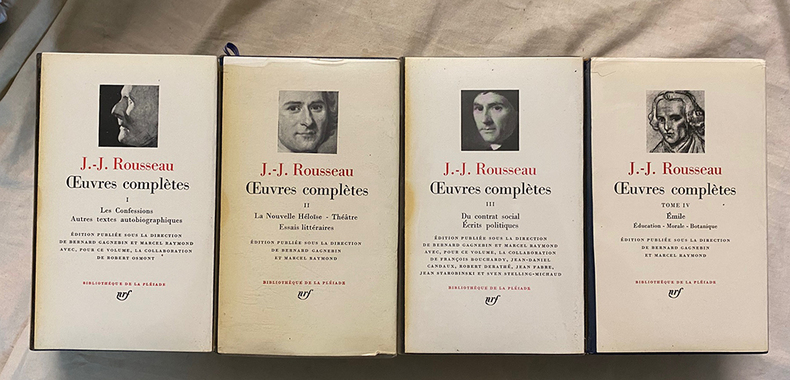 J.-J. Rousseau
Œuvres complètes
I
Les Confessions
Autres textes autobiographiques
ÉDITION PUBLIÉE SOUS LA DIRECTION
DE BERNARD GAGNEBIN ET MARCEL RAYMOND
AVEC, POUR CE VOLUME, LA COLLABORATION
DE ROBERT OSMONT
BIBLIOTHÈQUE DE LA PLÉIADE
nrf
J.-J. Rousseau
Œuvres complètes
II
La Nouvelle Héloïse - Théâtre
Essais littéraires
ÉDITION PUBLIÉE SOUS LA DIRECTION
DE BERNARD GAGNEBIN
ET MARCEL RAYMOND
BIBLIOTHÈQUE DE LA PLÉIADE
nrf
J.-J. Rousseau
Œuvres complètes
III
Du contrat social
Écrits politiques
ÉDITION PUBLIÉE SOUS LA DIRECTION
DE BERNARD GAGNEBIN ET MARCEL RAYMOND
AVEC, POUR CE VOLUME, LA COLLABORATION
DE FRANÇOIS BOUCHARDY, JEAN-DANIEL
CANDAUX, ROBERT DERATHÉ, JEAN FABRE,
JEAN STAROBINSKI ET SVEN STELLING-MICHAUD
BIBLIOTHÈQUE DE LA PLÉIADE
nrf
J.-J. Rousseau
Œuvres complètes
TOME IV
Émile
Éducation - Morale - Botanique
ÉDITION PUBLIÉE SOUS LA DIRECTION
DE BERNARD GAGNEBIN
ET MARCEL RAYMOND
BIBLIOTHÈQUE DE LA PLÉIADE
nrf